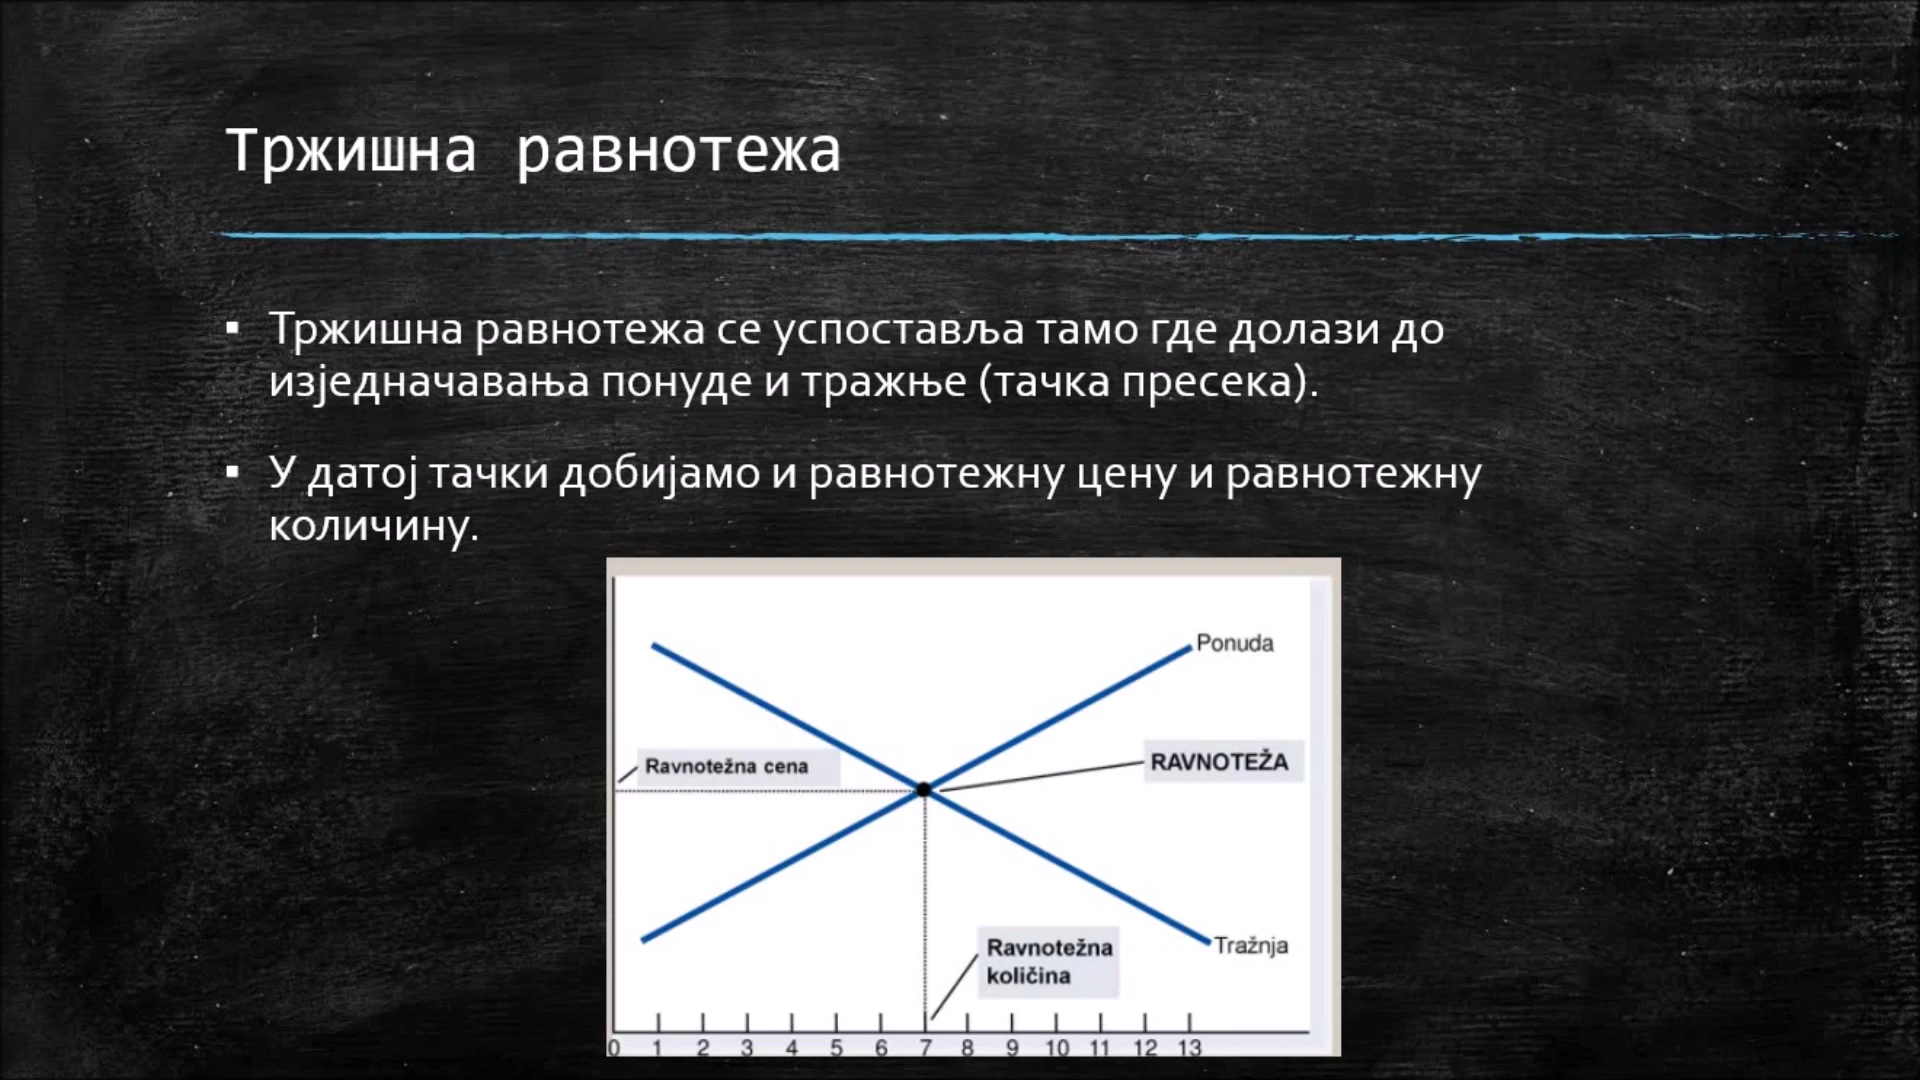 Тржишна равнотежа
▪ Тржишна равнотежа се успоставља тамо где долази до
изједначавања понуде и тражње (тачка пресека).
▪ У датој тачки добијамо и равнотежну цену и равнотежну
количину.
Ponuda
RAVNOTEŽA
Ravnotežna cena
Tražnja
Ravnotežna
količina
0 1 2 3 4 5 6 7 8 9 10 11 12 13